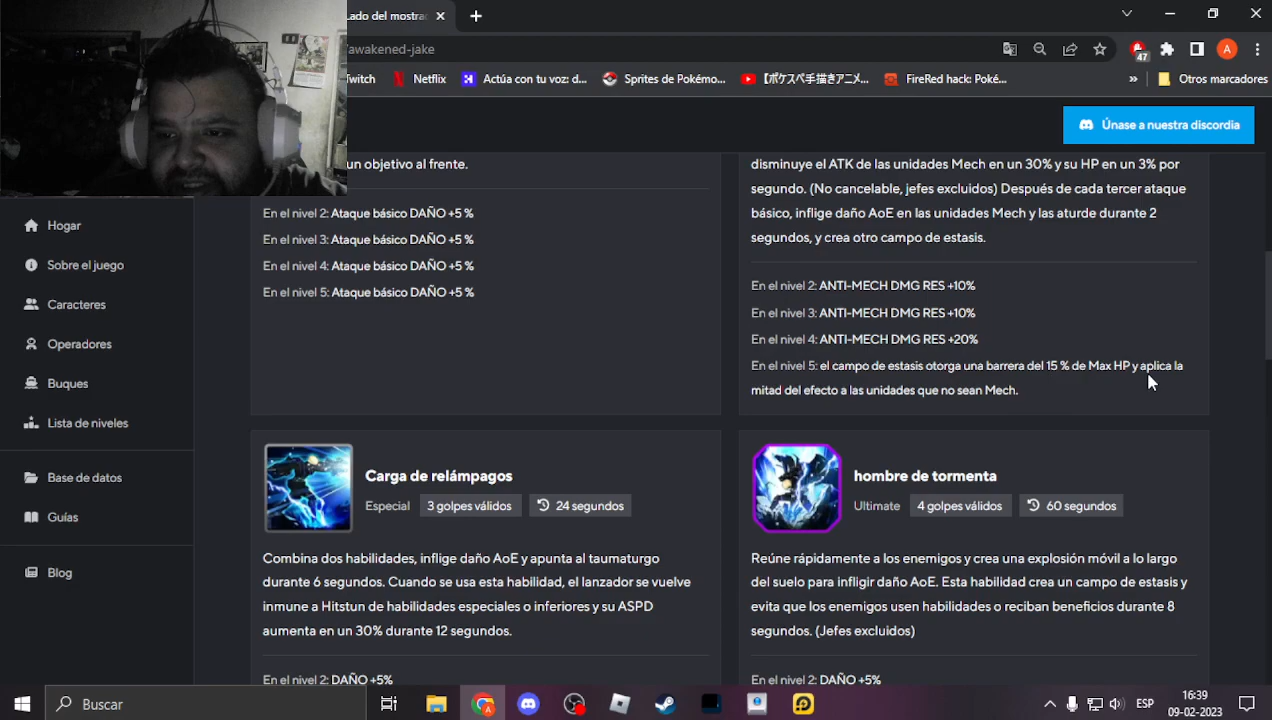 Lado del mostrad
awakened-jake
47
A
Twitch
Netflix
Actúa con tu voz: d...
Sprites de Pokémo...
【ポケスペ手描きアニメ...
FireRed hack: Poké...
»
Otros marcadores
Únase a nuestra discordia
Hogar
Sobre el juego
Caracteres
Operadores
Buques
Lista de niveles
Base de datos
Guías
Blog
un objetivo al frente.
En el nivel 2: Ataque básico DAÑO +5 %
En el nivel 3: Ataque básico DAÑO +5 %
En el nivel 4: Ataque básico DAÑO +5 %
En el nivel 5: Ataque básico DAÑO +5 %
disminuye el ATK de las unidades Mech en un 30% y su HP en un 3% por
segundo. (No cancelable, jefes excluidos) Después de cada tercer ataque
básico, inflige daño AoE en las unidades Mech y las aturde durante 2
segundos, y crea otro campo de estasis.
En el nivel 2: ANTI-MECH DMG RES +10%
En el nivel 3: ANTI-MECH DMG RES +10%
En el nivel 4: ANTI-MECH DMG RES +20%
En el nivel 5: el campo de estasis otorga una barrera del 15 % de Max HP y aplica la
mitad del efecto a las unidades que no sean Mech.
Carga de relámpagos
Especial 3 golpes válidos 24 segundos
Combina dos habilidades, inflige daño AoE y apunta al taumaturgo
durante 6 segundos. Cuando se usa esta habilidad, el lanzador se vuelve
inmune a Hitstun de habilidades especiales o inferiores y su ASPD
aumenta en un 30% durante 12 segundos.
En el nivel 2: DAÑO +5%
hombre de tormenta
Ultimate 4 golpes válidos 60 segundos
Reúne rápidamente a los enemigos y crea una explosión móvil a lo largo
del suelo para infligir daño AoE. Esta habilidad crea un campo de estasis y
evita que los enemigos usen habilidades o reciban beneficios durante 8
segundos. (Jefes excluidos)
En el nivel 2: DAÑO +5%
Buscar
ESP
16:39
09-02-2023